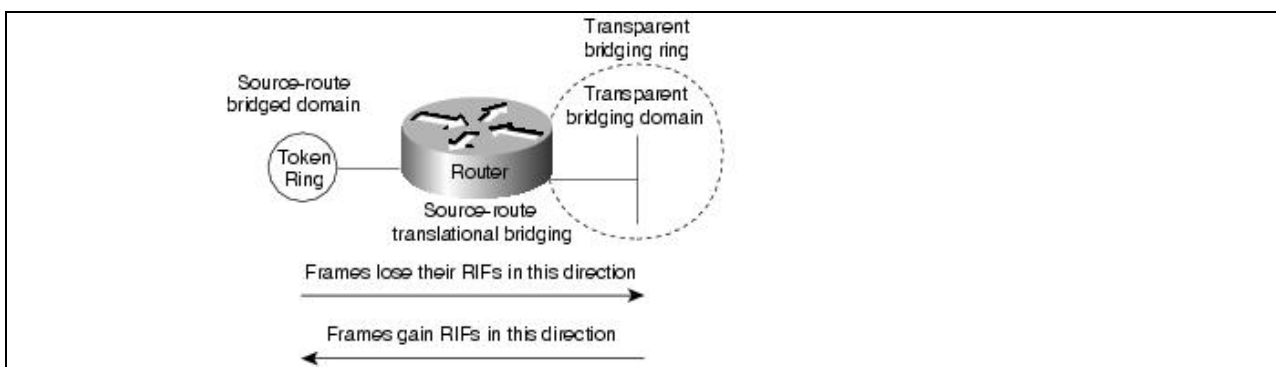 Transparent
bridging ring
Source-route
bridged domain
Transparent
bridging domain
Token
Ring
Router
Source-route
translational bridging
Frames lose their RIFs in this direction
Frames gain RIFs in this direction